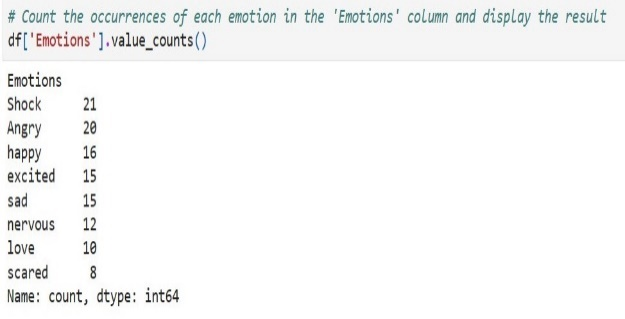 # Count the occurrences of each emotion in the 'Emotions' column and display the result
df['Emotions'].value_counts()
Emotions
Shock 21
Angry 20
happy 16
excited 15
sad 15
nervous 12
love 10
scared 8
Name: count, dtype: int64